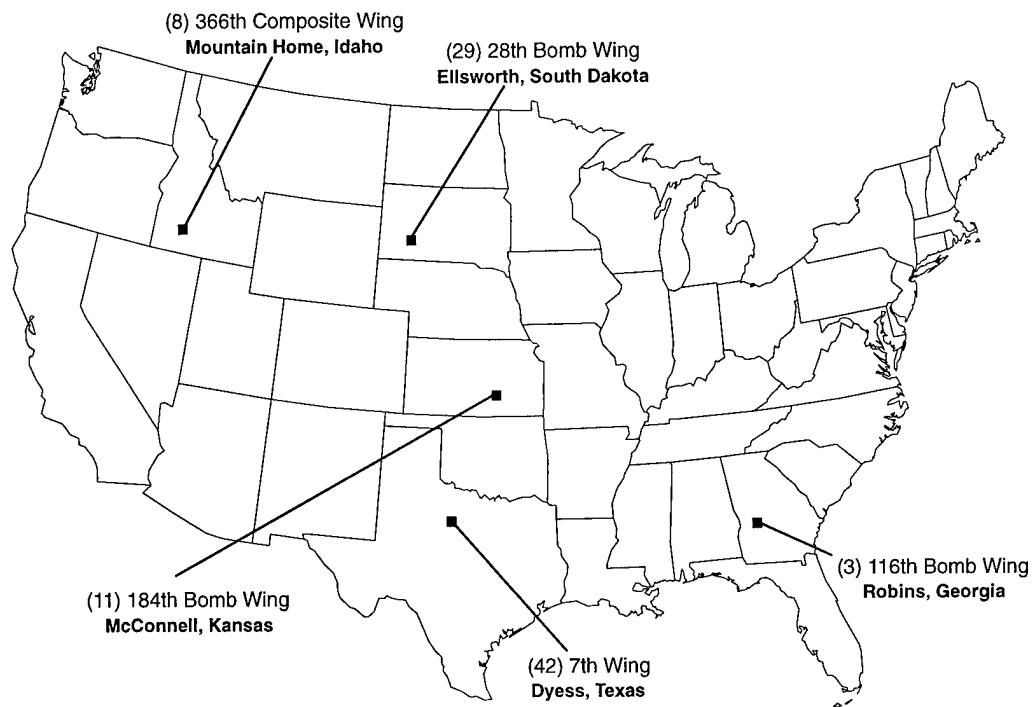 (8) 366th Composite Wing
Mountain Home, Idaho
(29) 28th Bomb Wing
Ellsworth, South Dakota
(11) 184th Bomb Wing
McConnell, Kansas
(3) 116th Bomb Wing
Robins, Georgia
(42) 7th Wing
Dyess, Texas